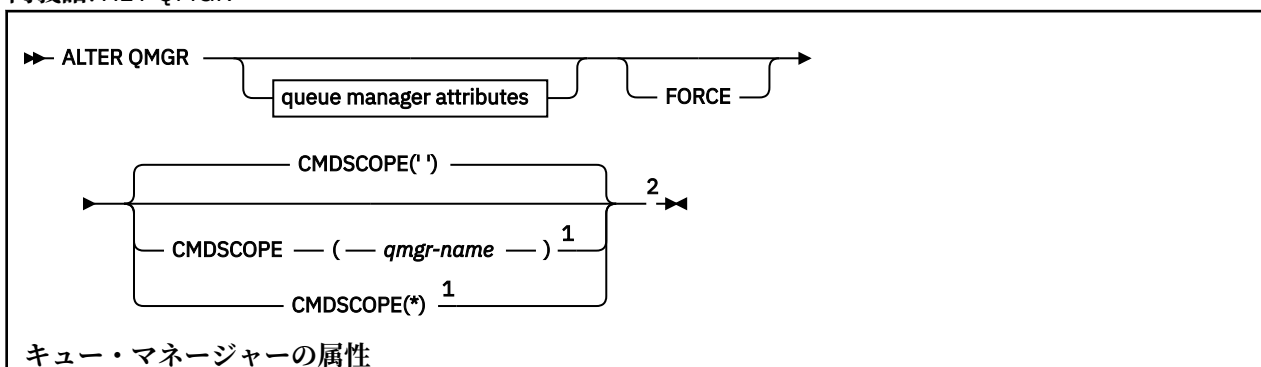 ALTER QMGR
queue manager attributes
FORCE
CMDSCOPE(' ')
2
CMDSCOPE ( qmgr-name ) 1
CMDSCOPE(*) 1
キュー・マネージャーの属性